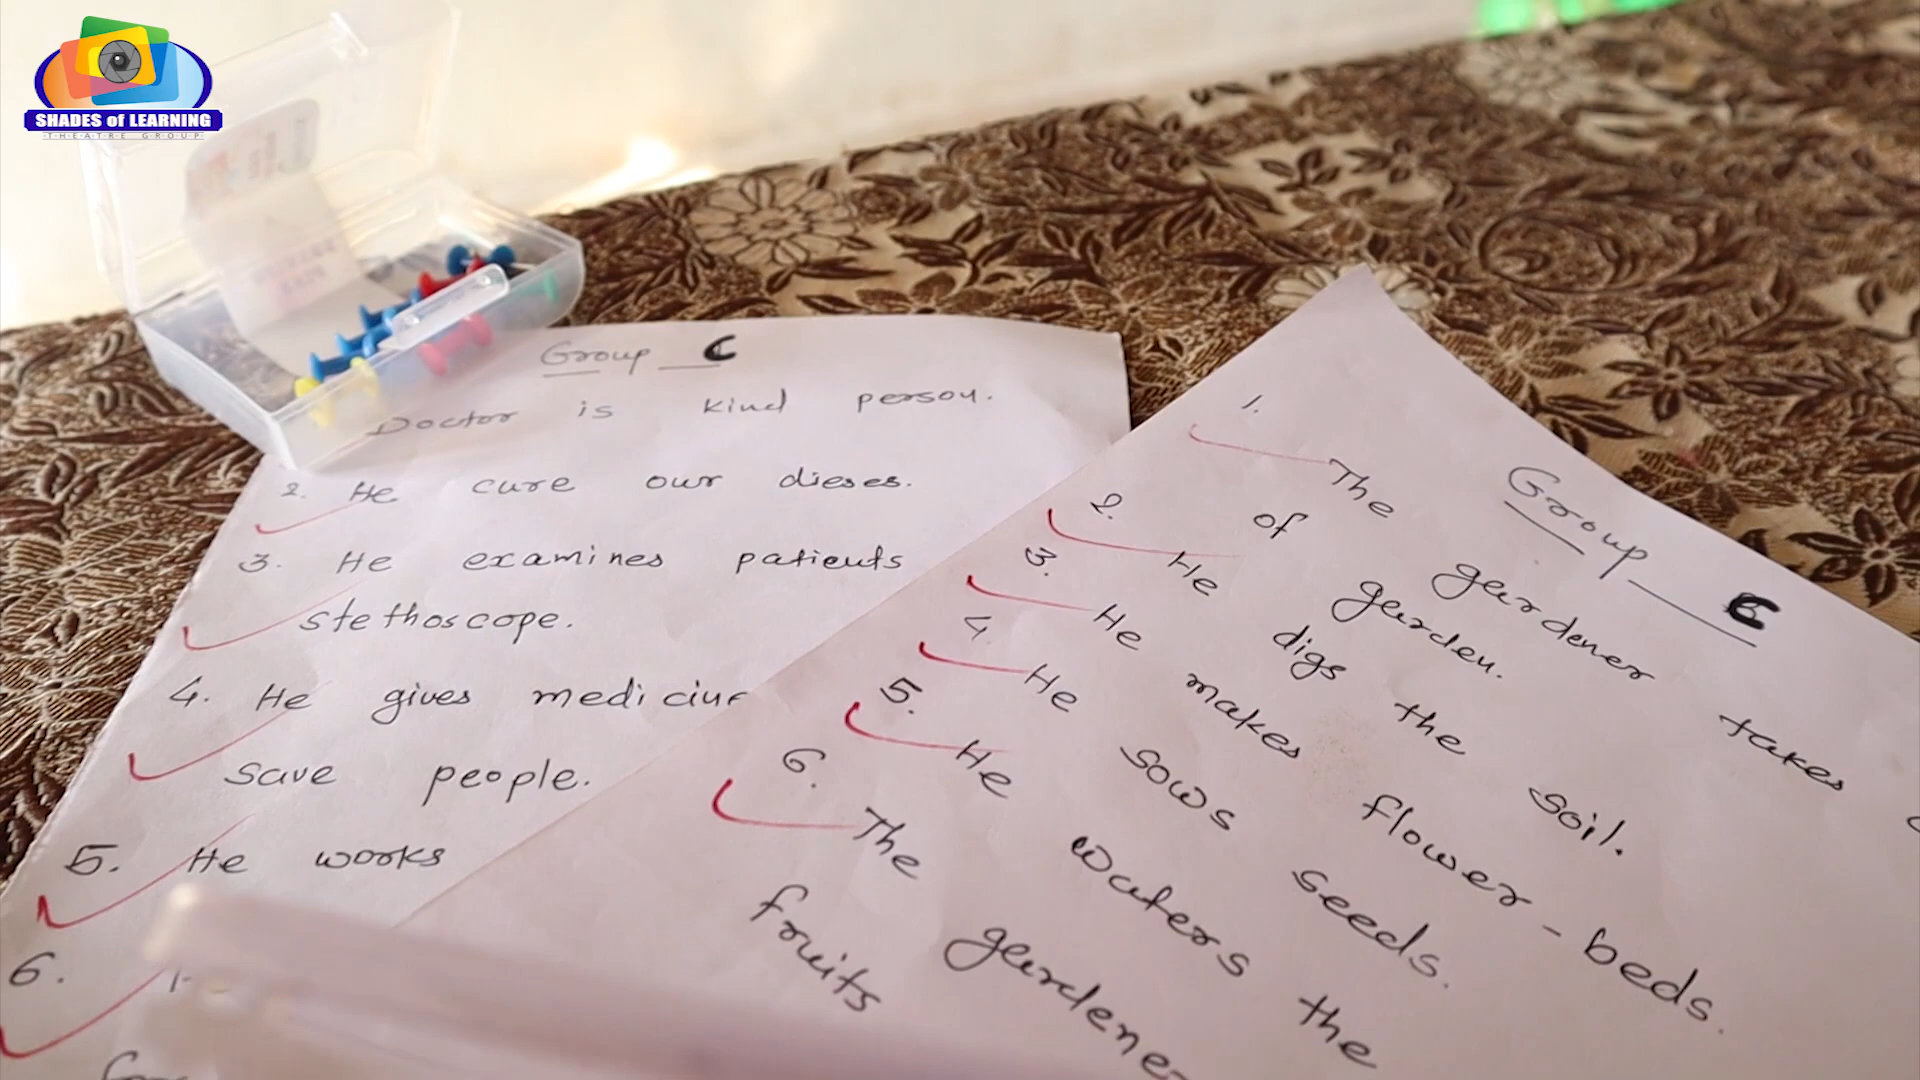 SHADES of LEARNING
THEATRE GROUP
Group C
Doctor is kind person.
2. He cure our dieses.
3. He examines patients
stethoscope.
4. He gives medicine
save people.
5. He works
6.
Group C
1. The gardener takes
of garden.
2. He digs the soil.
3. He makes flower-beds.
4. He sows seeds.
5. He waters the
6. The gardener
fruits